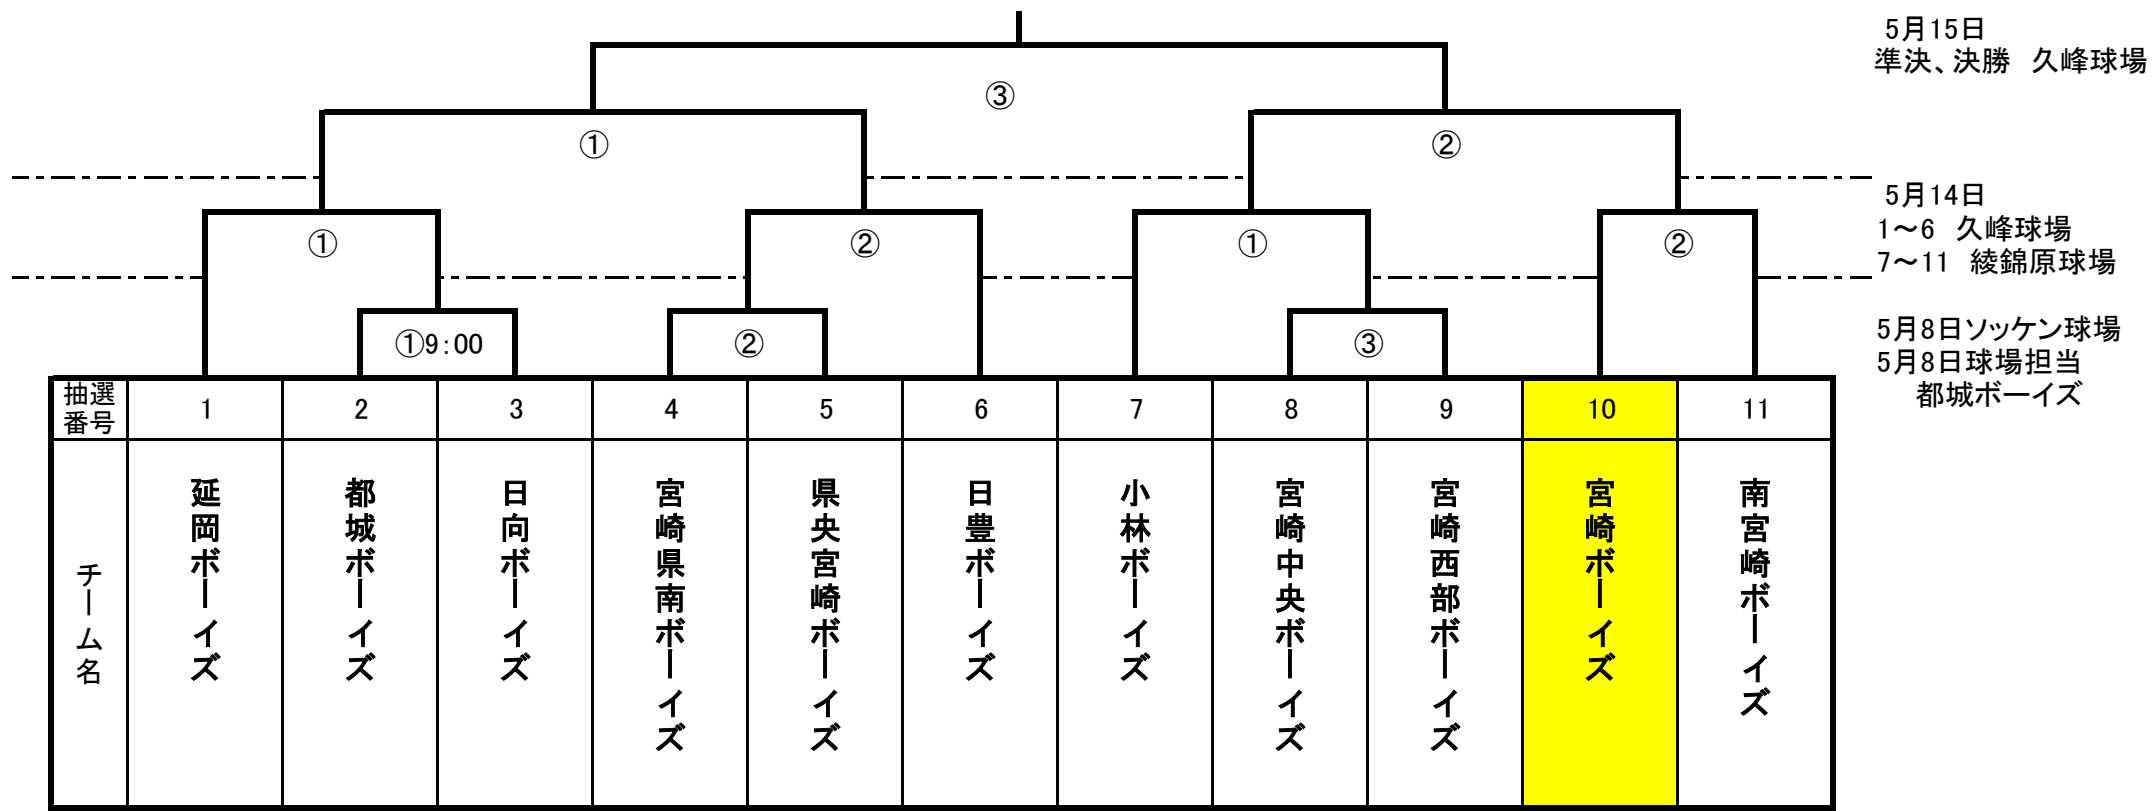 5月15日
準決、決勝　久峰球場
③
①
②
5月14日
1～6　久峰球場
7～11　綾錦原球場
①
②
①
②
①9:00
②
③
5月8日ソッケン球場
5月8日球場担当
都城ボーイズ
抽選番号
1
2
3
4
5
6
7
8
9
10
11
チーム名
延岡ボーイズ
都城ボーイズ
日向ボーイズ
宮崎県南ボーイズ
県央宮崎ボーイズ
日豊ボーイズ
小林ボーイズ
宮崎中央ボーイズ
宮崎西部ボーイズ
宮崎ボーイズ
南宮崎ボーイズ